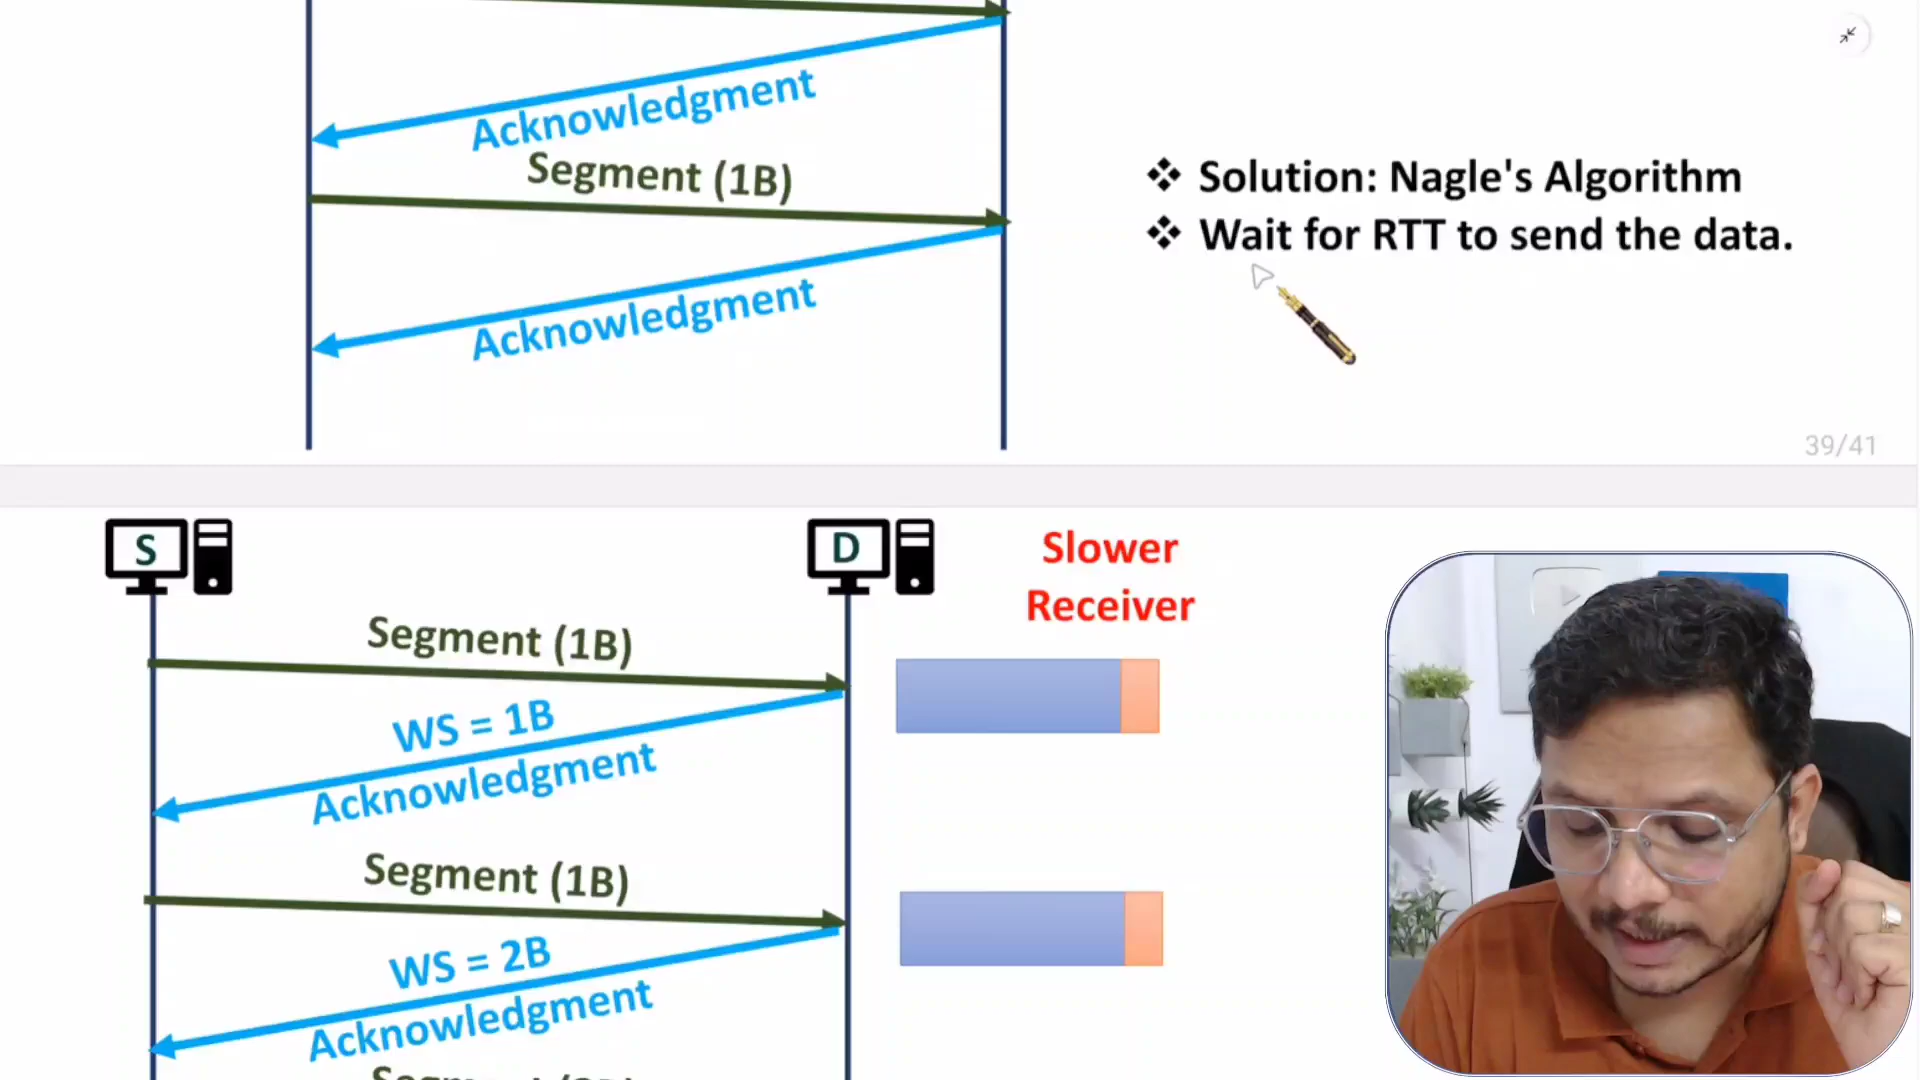 Acknowledgment
Segment (1B)
Acknowledgment
❖ Solution: Nagle's Algorithm
❖ Wait for RTT to send the data.
39/41
S
D
Slower
Receiver
Segment (1B)
WS = 1B
Acknowledgment
Segment (1B)
WS = 2B
Acknowledgment